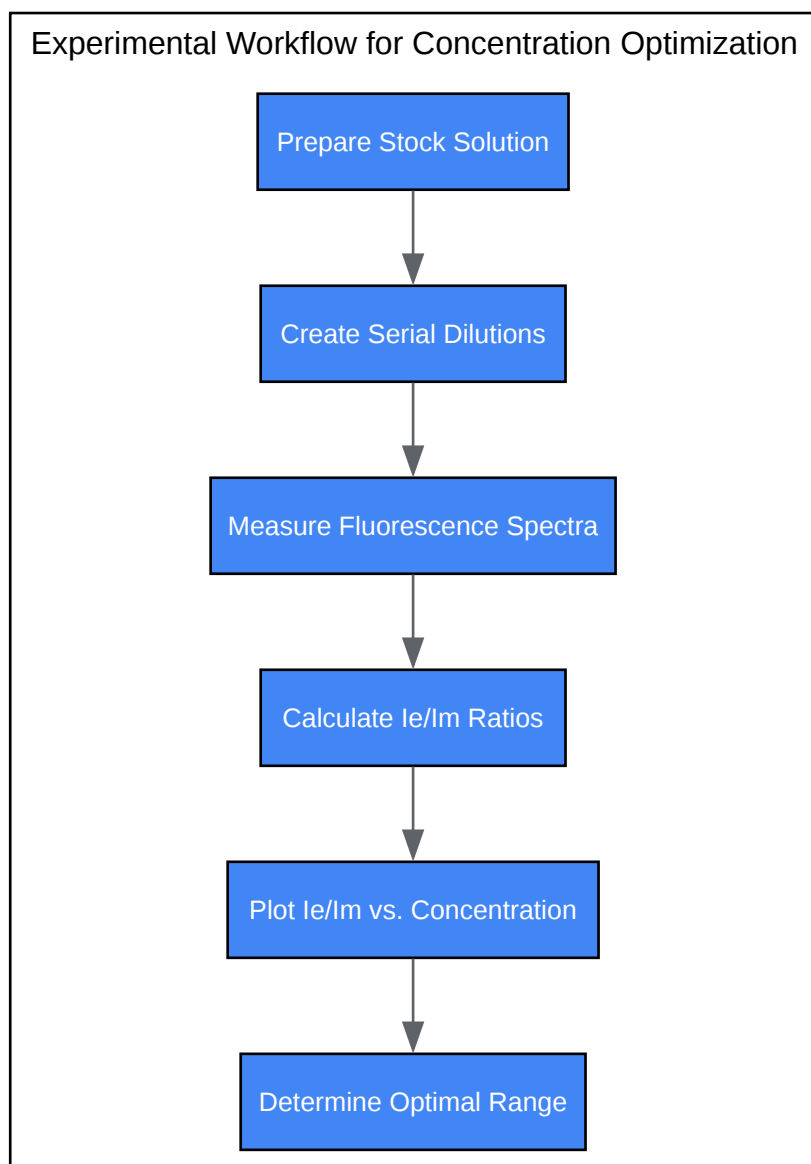 Experimental Workflow for Concentration Optimization
Prepare Stock Solution
Create Serial Dilutions
Measure Fluorescence Spectra
Calculate Ie/Im Ratios
Plot Ie/Im vs. Concentration
Determine Optimal Range